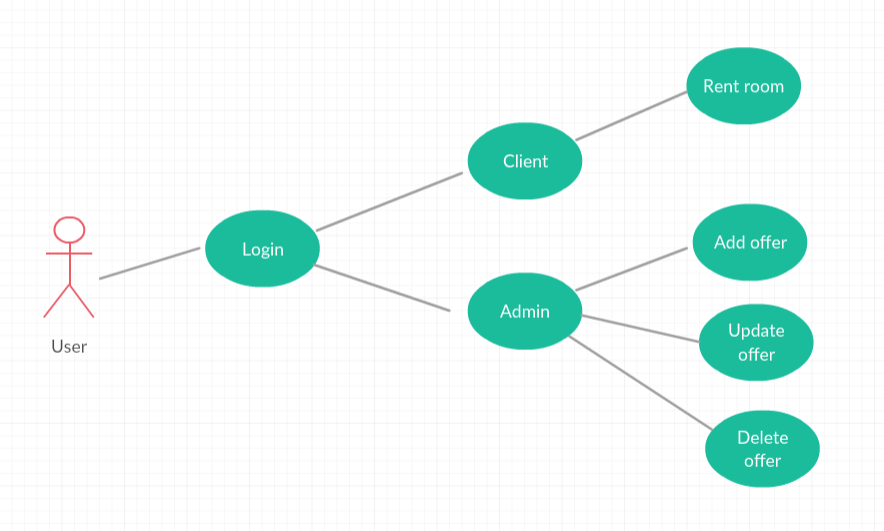 Rent room
Client
Add offer
Login
Admin
Update
offer
User
Delete
offer